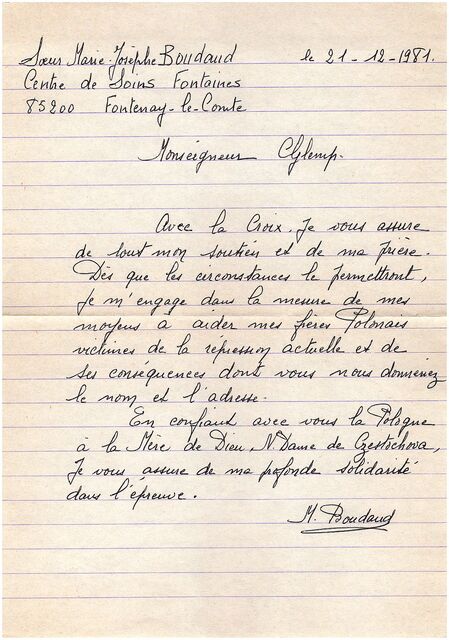 Sœur Marie-Josèphe Boudaud le 21-12-1981.
Centre de Soins Fontaines
85200 Fontenay-le-Comte
Monseigneur Glemp.
Avec la Croix, je vous assure
de tout mon soutien et de ma prière.
Dès que les circonstances le permettront,
je m'engage dans la mesure de mes
moyens à aider mes frères Polonais
victimes de la répression actuelle et de
ses conséquences dont vous nous donneriez
le nom et l'adresse.
En confiant avec vous la Pologne
à la Mère de Dieu, N. Dame de Czestochova,
je vous assure de ma profonde solidarité
dans l'épreuve.
M. Boudaud